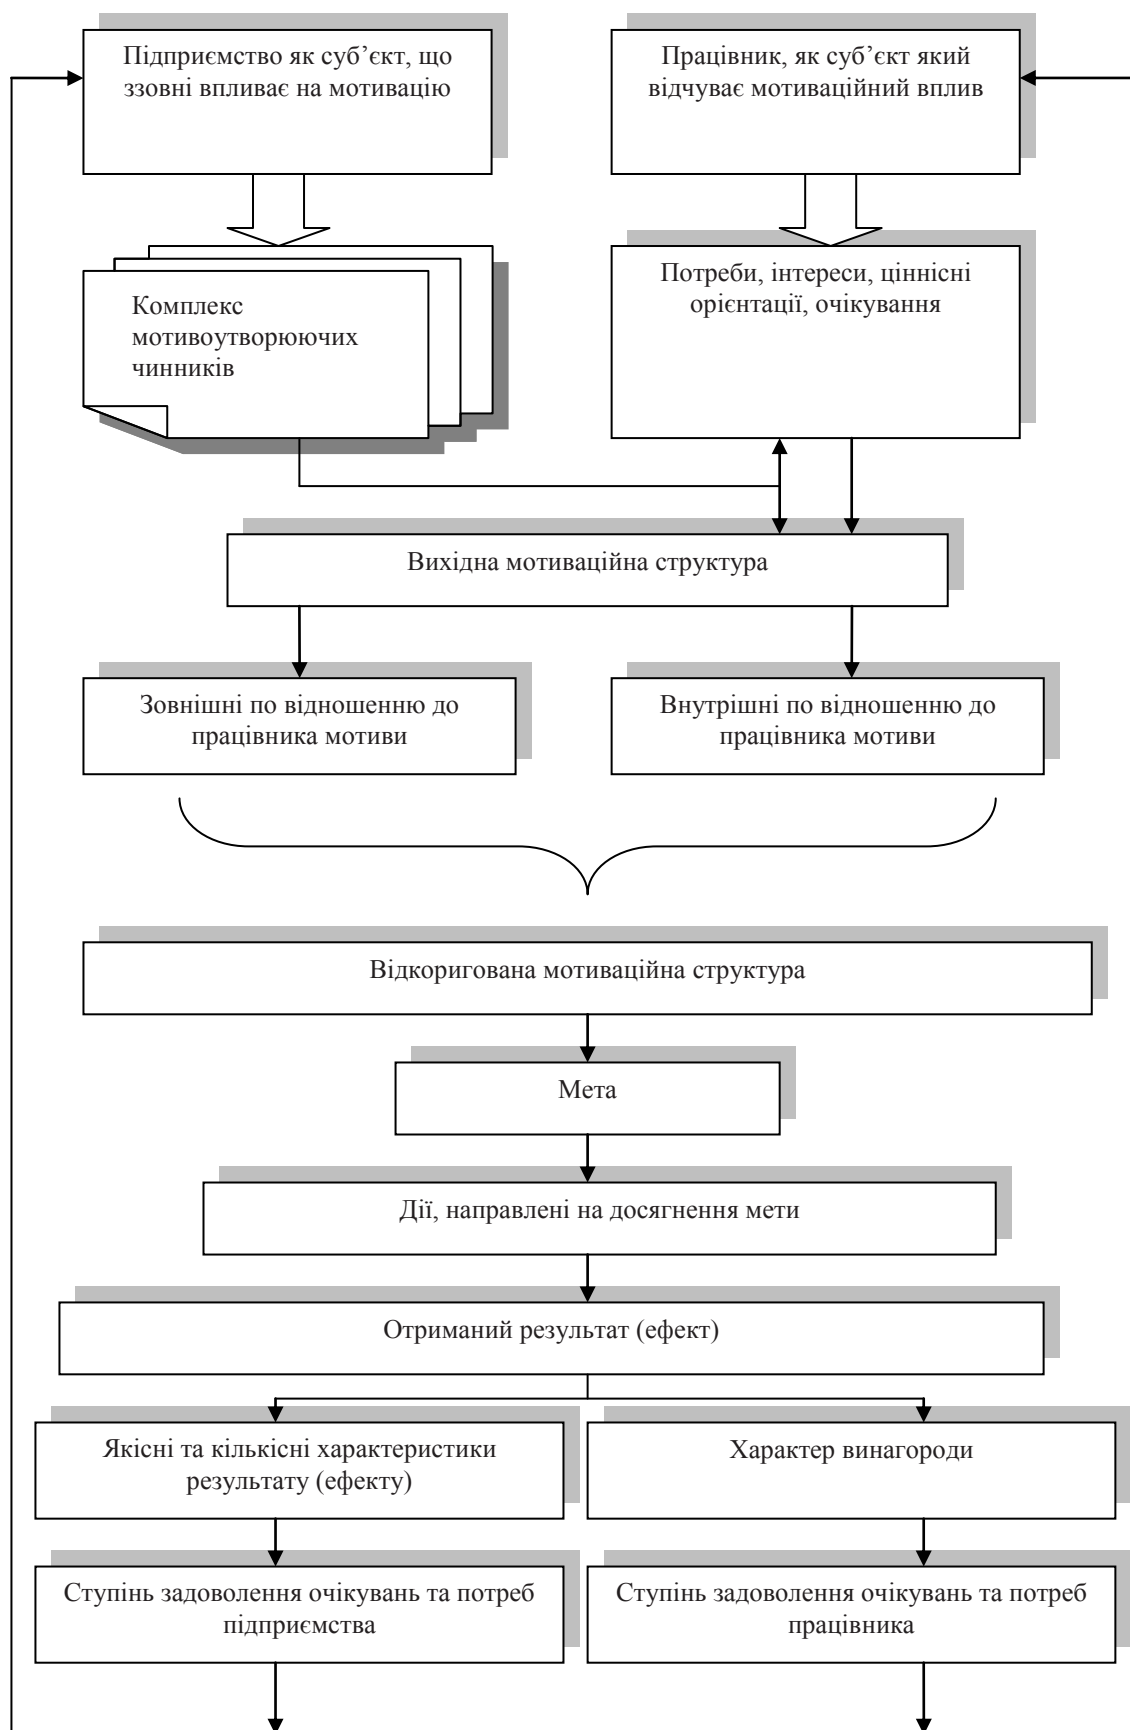 Підприємство як суб’єкт, що
ззовні впливає на мотивацію
Працівник, як суб’єкт який
відчуває мотиваційний вплив
Комплекс
мотивоутворюючих
чинників
Потреби, інтереси, ціннісні
орієнтації, очікування
Вихідна мотиваційна структура
Зовнішні по відношенню до
працівника мотиви
Внутрішні по відношенню до
працівника мотиви
Відкоригована мотиваційна структура
Мета
Дії, направлені на досягнення мети
Отриманий результат (ефект)
Якісні та кількісні характеристики
результату (ефекту)
Характер винагороди
Ступінь задоволення очікувань та потреб
підприємства
Ступінь задоволення очікувань та потреб
працівника